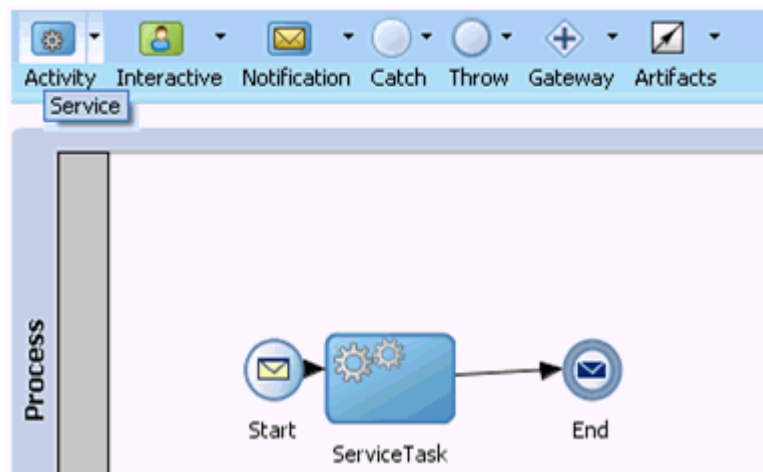 Activity Interactive Notification Catch Throw Gateway Artifacts
Service
Process
Start
End
ServiceTask